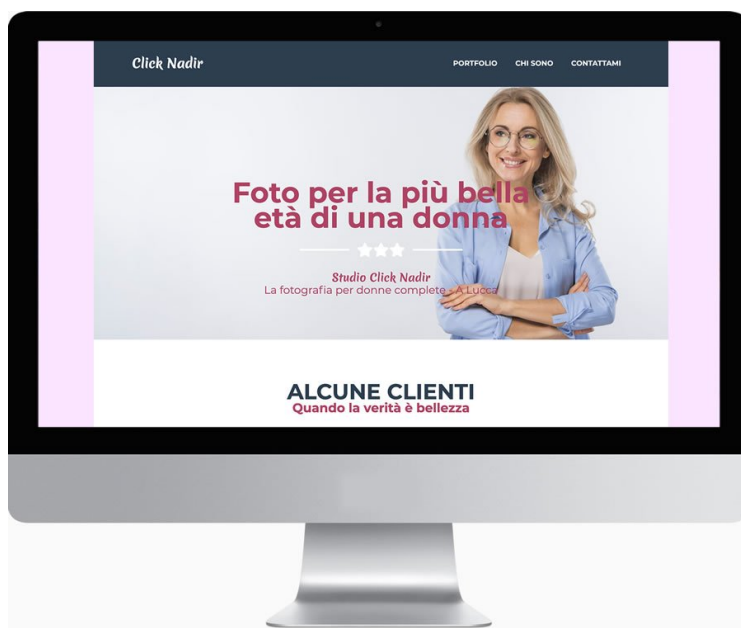 Click Nadir
PORTFOLIO CHI SONO CONTATTAMI
Foto per la più bella
età di una donna
Studio Click Nadir
La fotografia per donne complete - A Lucca
ALCUNE CLIENTI
Quando la verità è bellezza